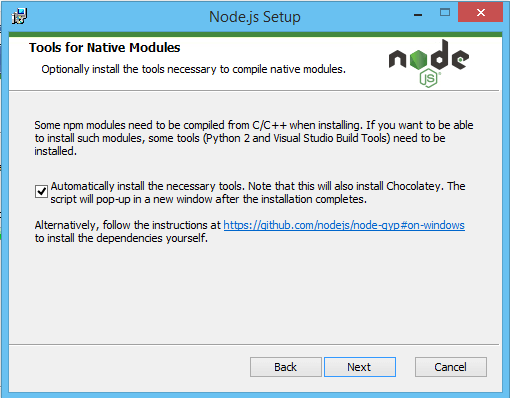 Node.js Setup
Tools for Native Modules
Optionally install the tools necessary to compile native modules.
node
JS
Some npm modules need to be compiled from C/C++ when installing. If you want to be able
to install such modules, some tools (Python 2 and Visual Studio Build Tools) need to be
installed.
Automatically install the necessary tools. Note that this will also install Chocolatey. The
script will pop-up in a new window after the installation completes.
Alternatively, follow the instructions at https://github.com/nodejs/node-gyp#on-windows
to install the dependencies yourself.
Back
Next
Cancel